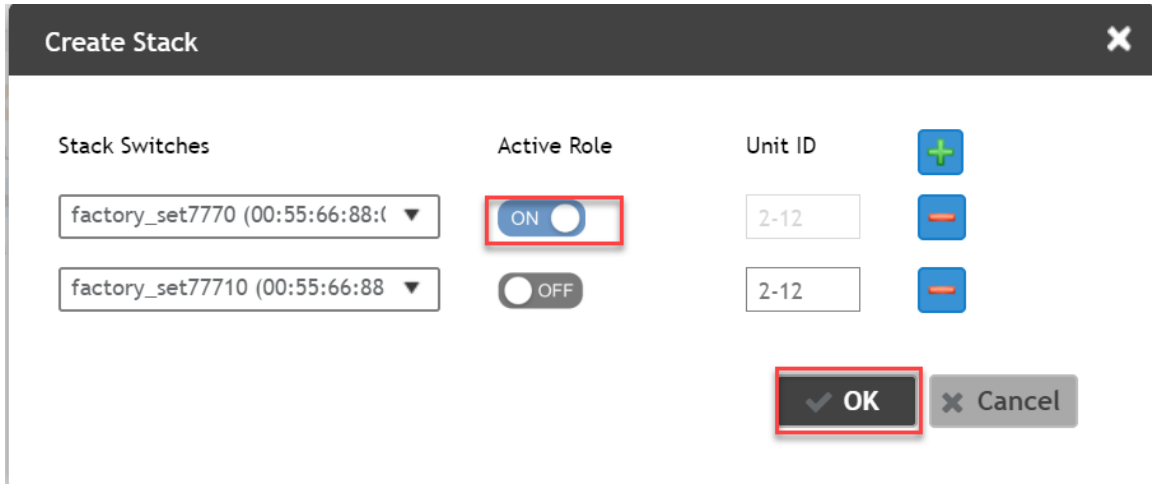 Create Stack
Stack Switches Active Role Unit ID
factory_set7770 (00:55:66:88:( ON 2-12
factory_set77710 (00:55:66:88 OFF 2-12
OK Cancel